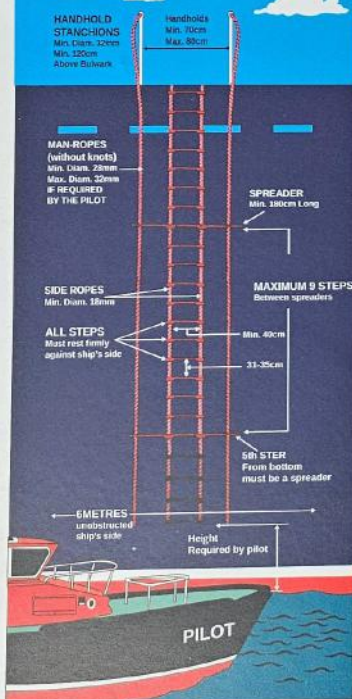 HANDHOLD
STANCHIONS
Min. Diam. 32mm
Min. 120cm
Above Bulwark
Handholds
Min. 70cm
Max. 80cm
MAN-ROPES
(without knots)
Min. Diam. 28mm
Max. Diam. 32mm
IF REQUIRED
BY THE PILOT
SPREADER
Min. 180cm Long
SIDE ROPES
Min. Diam. 18mm
MAXIMUM 9 STEPS
Between spreaders
ALL STEPS
Must rest firmly
against ship's side
Min. 40cm
31-35cm
5th STER
From bottom
must be a spreader
6METRES
unobstructed
ship's side
Height
Required by pilot
PILOT